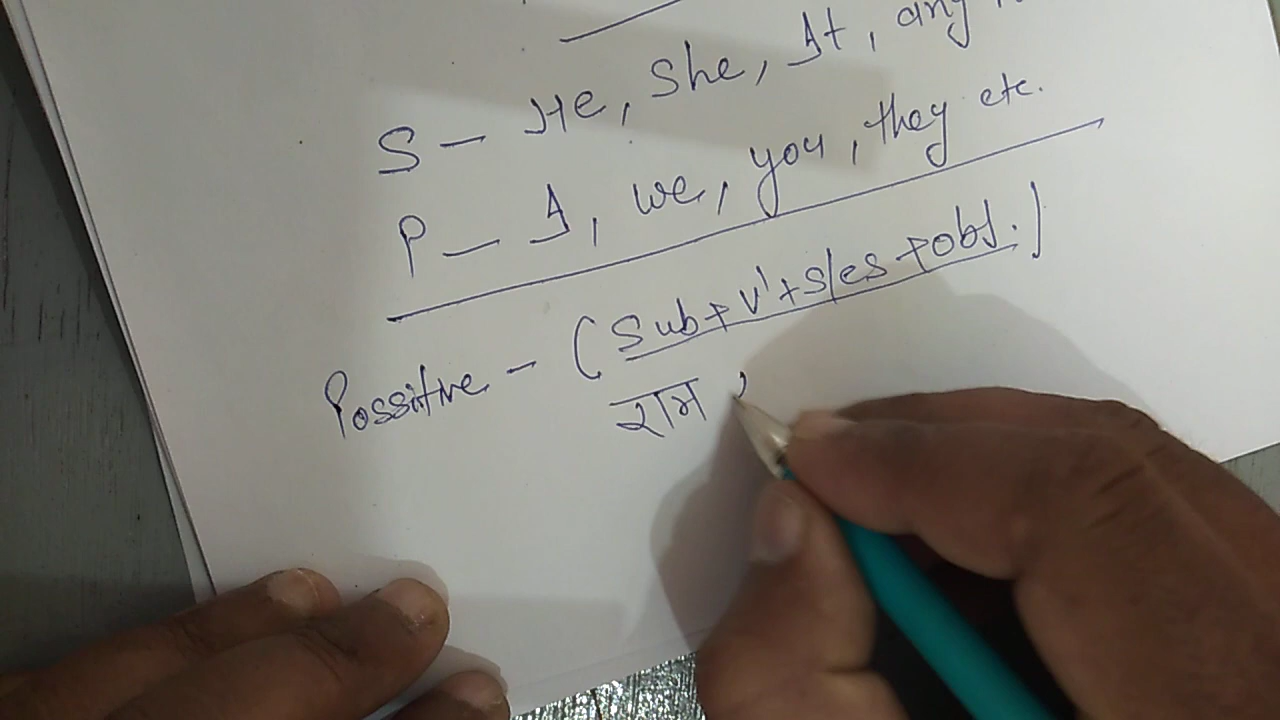 S - He, She, It, any
P - I, we, you, they etc.
Possitive - (Sub + V¹ + s/es + obj.)
राम